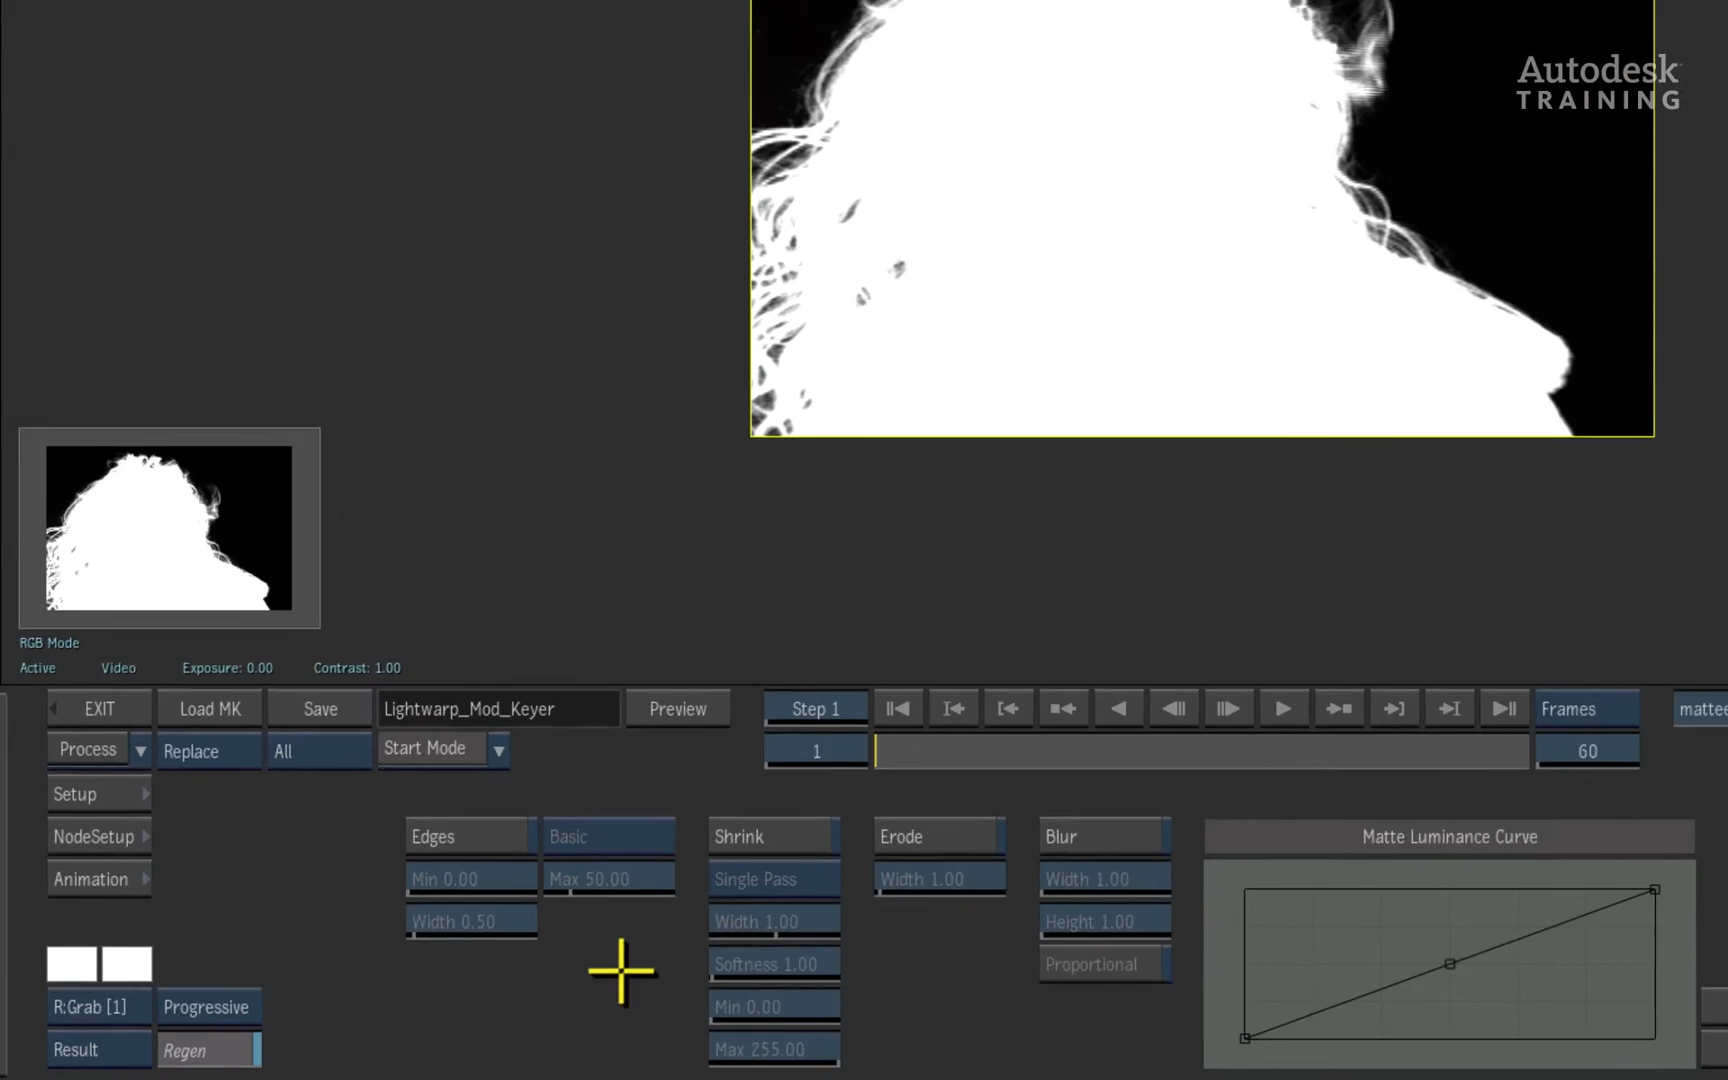 Autodesk
TRAINING
RGB Mode
Active Video Exposure: 0.00 Contrast: 1.00
EXIT Load MK Save Lightwarp_Mod_Keyer Preview Step 1 Frames
Process Replace All Start Mode 1 60
Setup
NodeSetup Edges Basic Shrink Erode Blur Matte Luminance Curve
Animation Min 0.00 Max 50.00 Single Pass Width 1.00 Width 1.00
Width 0.50 Width 1.00 Height 1.00
Softness 1.00 Proportional
R:Grab [1] Progressive Min 0.00
Result Regen Max 255.00